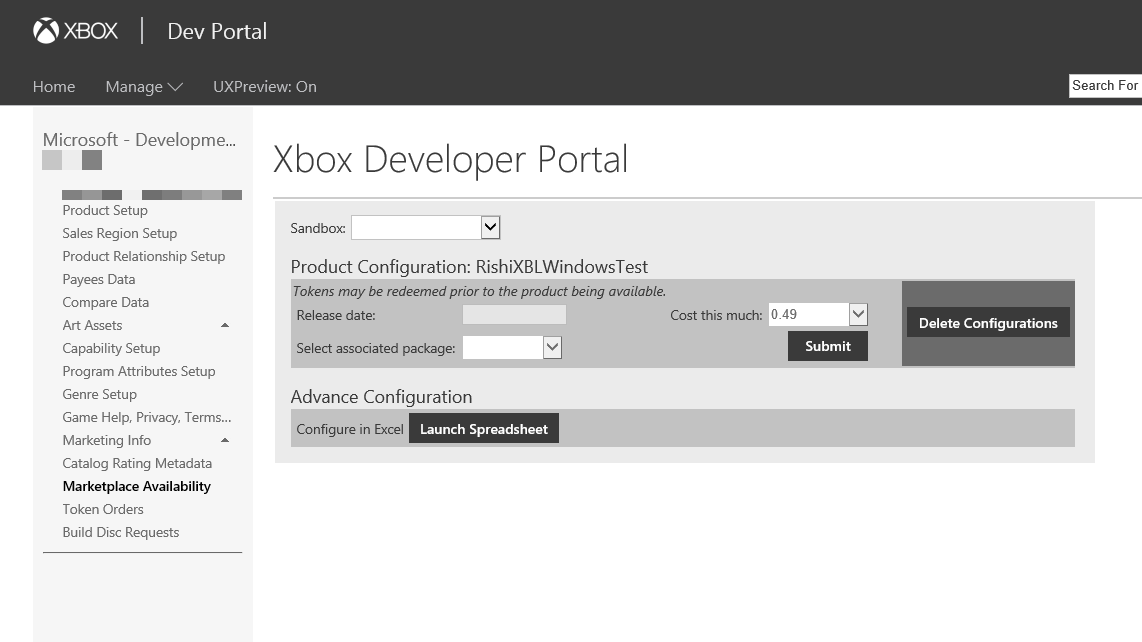 XBOX | Dev Portal
Home Manage UXPreview: On
Search For
Microsoft - Developme...
Product Setup
Sales Region Setup
Product Relationship Setup
Payees Data
Compare Data
Art Assets
Capability Setup
Program Attributes Setup
Genre Setup
Game Help, Privacy, Terms...
Marketing Info
Catalog Rating Metadata
Marketplace Availability
Token Orders
Build Disc Requests
Xbox Developer Portal
Sandbox:
Product Configuration: RishiXBLWindowsTest
Tokens may be redeemed prior to the product being available.
Release date: Cost this much: 0.49
Select associated package: Submit
Delete Configurations
Advance Configuration
Configure in Excel Launch Spreadsheet